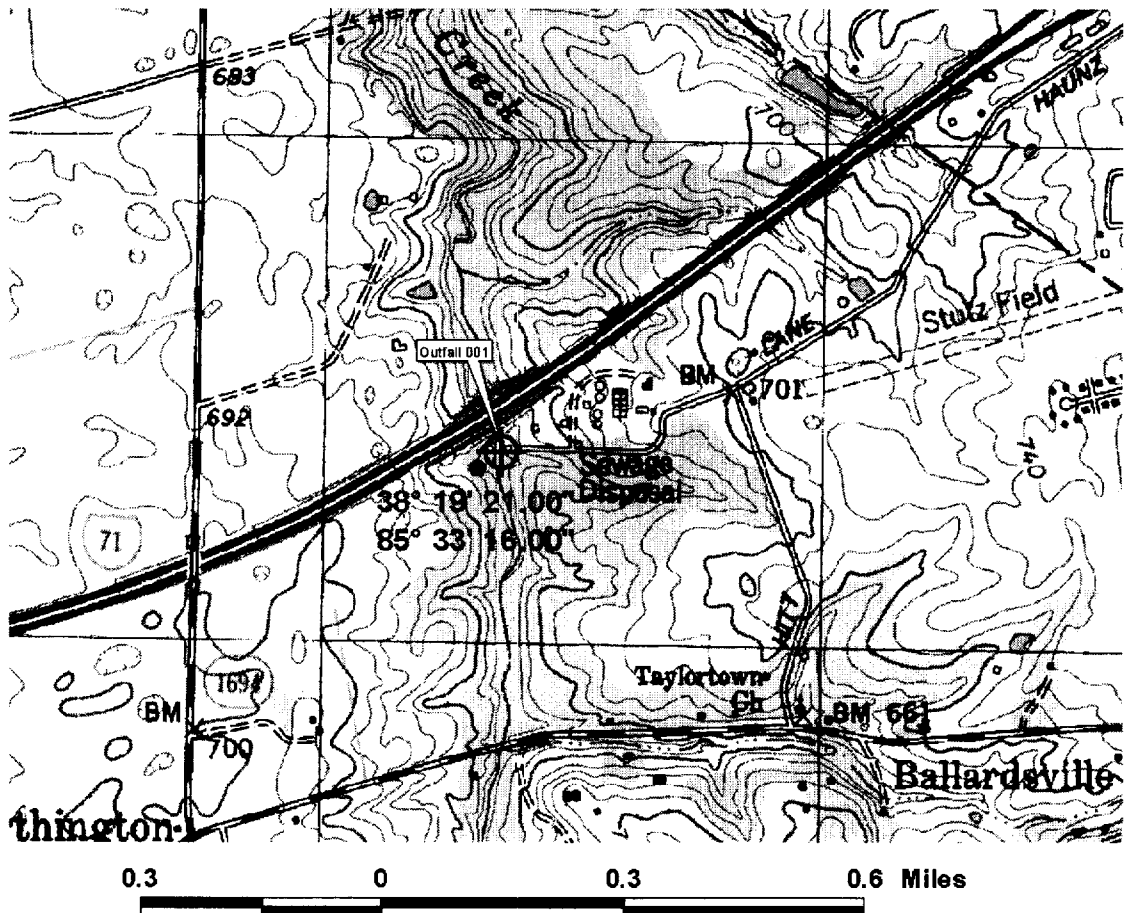 683
Creek
HAUNZ
700
Stutz Field
Outfall 001
LANE
BM
701
692
740
Sewage
Disposal
38° 19' 21.00"
85° 33' 16.00"
71
1694
Taylortown
Ch
BM
BM 661
700
Ballardsville
thington
0.3 0 0.3 0.6 Miles